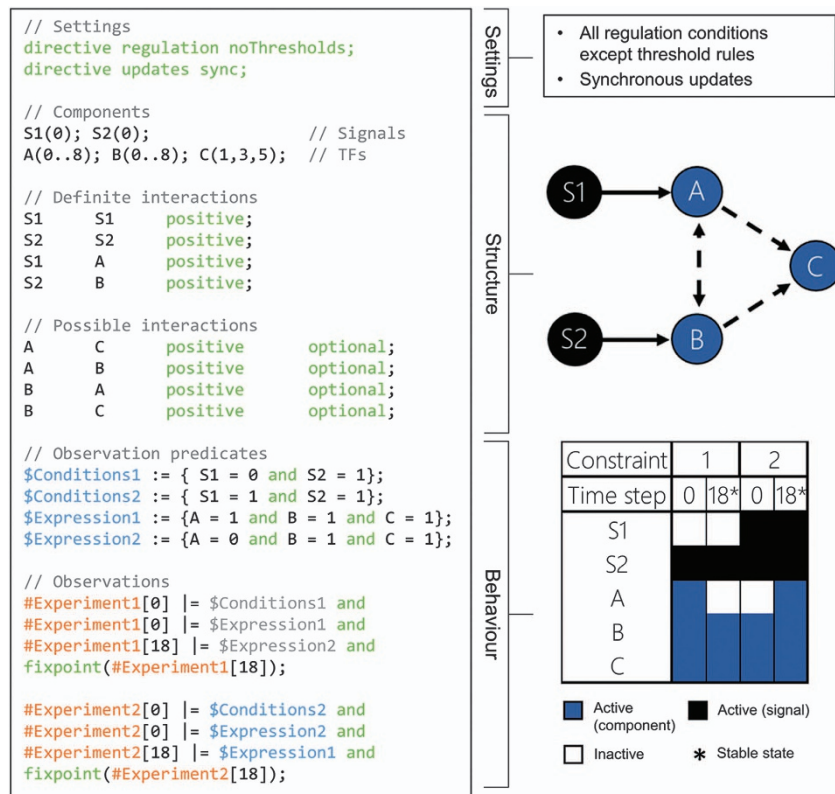 // Settings
directive regulation noThresholds;
directive updates sync;
// Components
S1(0); S2(0); // Signals
A(0..8); B(0..8); C(1,3,5); // TFs
// Definite interactions
S1 S1 positive;
S2 S2 positive;
S1 A positive;
S2 B positive;
// Possible interactions
A C positive optional;
A B positive optional;
B A positive optional;
B C positive optional;
// Observation predicates
$Conditions1 := { S1 = 0 and S2 = 1};
$Conditions2 := { S1 = 1 and S2 = 1};
$Expression1 := {A = 1 and B = 1 and C = 1};
$Expression2 := {A = 0 and B = 1 and C = 1};
// Observations
#Experiment1[0] |= $Conditions1 and
#Experiment1[0] |= $Expression1 and
#Experiment1[18] |= $Expression2 and
fixpoint(#Experiment1[18]);
#Experiment2[0] |= $Conditions2 and
#Experiment2[0] |= $Expression2 and
#Experiment2[18] |= $Expression1 and
fixpoint(#Experiment2[18]);
Settings
• All regulation conditions
except threshold rules
• Synchronous updates
Structure
S1
A
C
S2
B
Behaviour
Constraint 1 2
Time step 0 18* 0 18*
S1
S2
A
B
C
Active
(component)
Active (signal)
Inactive
* Stable state